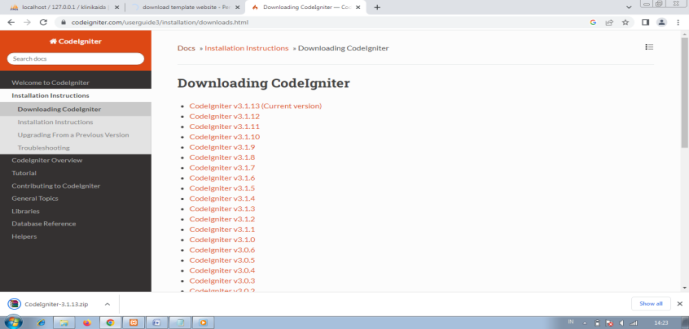 localhost / 127.0.0.1 / klinikaida
download template website - Pe
Downloading CodeIgniter — Co
codeigniter.com/userguide3/installation/downloads.html
CodeIgniter
Search docs
Welcome to CodeIgniter
Installation Instructions
Downloading CodeIgniter
Installation Instructions
Upgrading From a Previous Version
Troubleshooting
CodeIgniter Overview
Tutorial
Contributing to CodeIgniter
General Topics
Libraries
Database Reference
Helpers
Docs » Installation Instructions » Downloading CodeIgniter
Downloading CodeIgniter
CodeIgniter v3.1.13 (Current version)
CodeIgniter v3.1.12
CodeIgniter v3.1.11
CodeIgniter v3.1.10
CodeIgniter v3.1.9
CodeIgniter v3.1.8
CodeIgniter v3.1.7
CodeIgniter v3.1.6
CodeIgniter v3.1.5
CodeIgniter v3.1.4
CodeIgniter v3.1.3
CodeIgniter v3.1.2
CodeIgniter v3.1.1
CodeIgniter v3.1.0
CodeIgniter v3.0.6
CodeIgniter v3.0.5
CodeIgniter v3.0.4
CodeIgniter v3.0.3
CodeIgniter v3.0.2
CodeIgniter-3.1.13.zip
Show all
IN
14:23